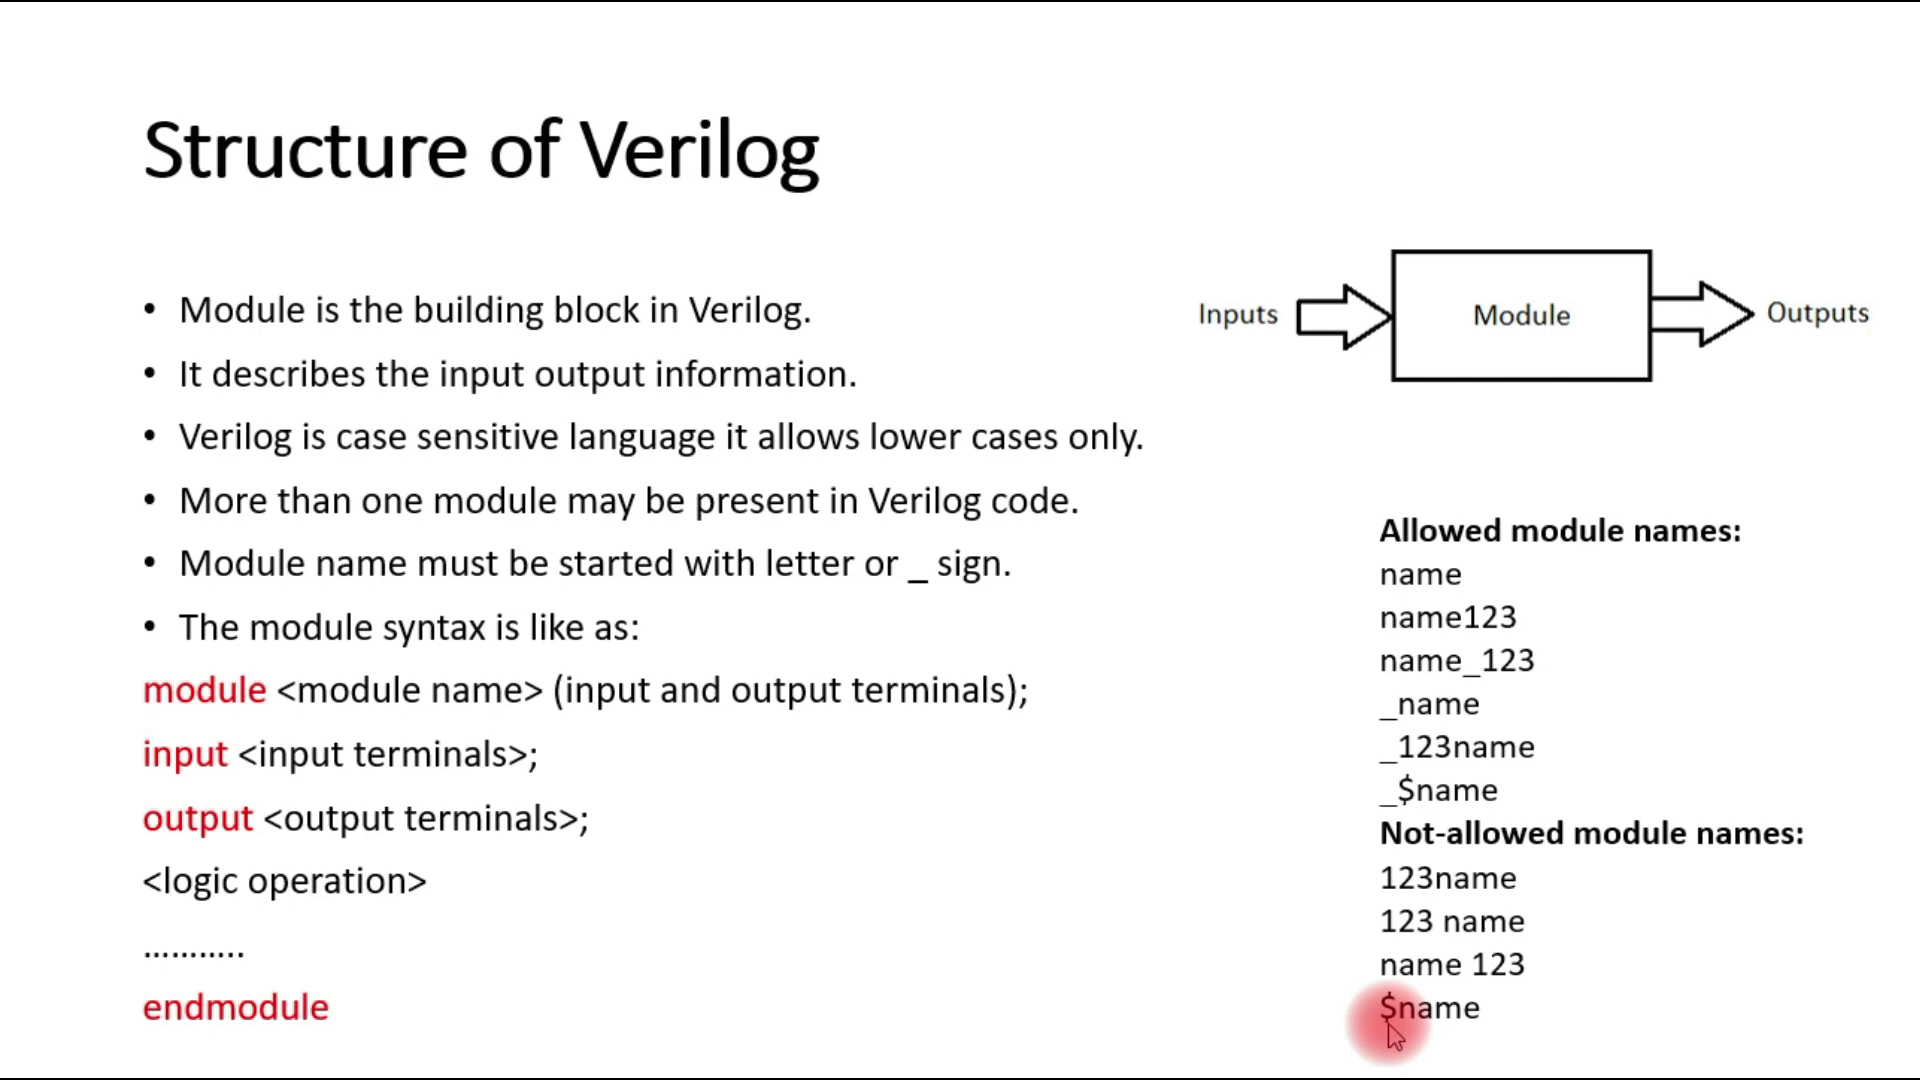 Structure of Verilog
• Module is the building block in Verilog.
• It describes the input output information.
• Verilog is case sensitive language it allows lower cases only.
• More than one module may be present in Verilog code.
• Module name must be started with letter or _ sign.
• The module syntax is like as:
module <module name> (input and output terminals);
input <input terminals>;
output <output terminals>;
<logic operation>
...........
endmodule
Inputs
Module
Outputs
Allowed module names:
name
name123
name_123
_name
_123name
_$name
Not-allowed module names:
123name
123 name
name 123
$name